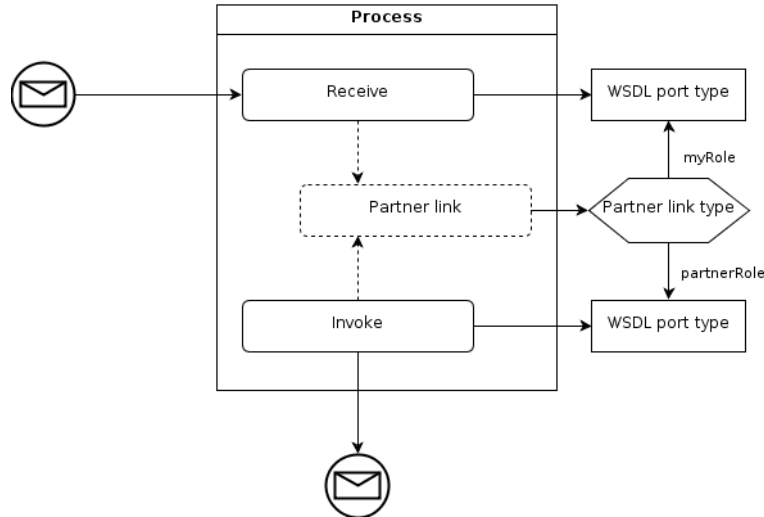 Process
Receive
WSDL port type
myRole
Partner link
Partner link type
partnerRole
Invoke
WSDL port type